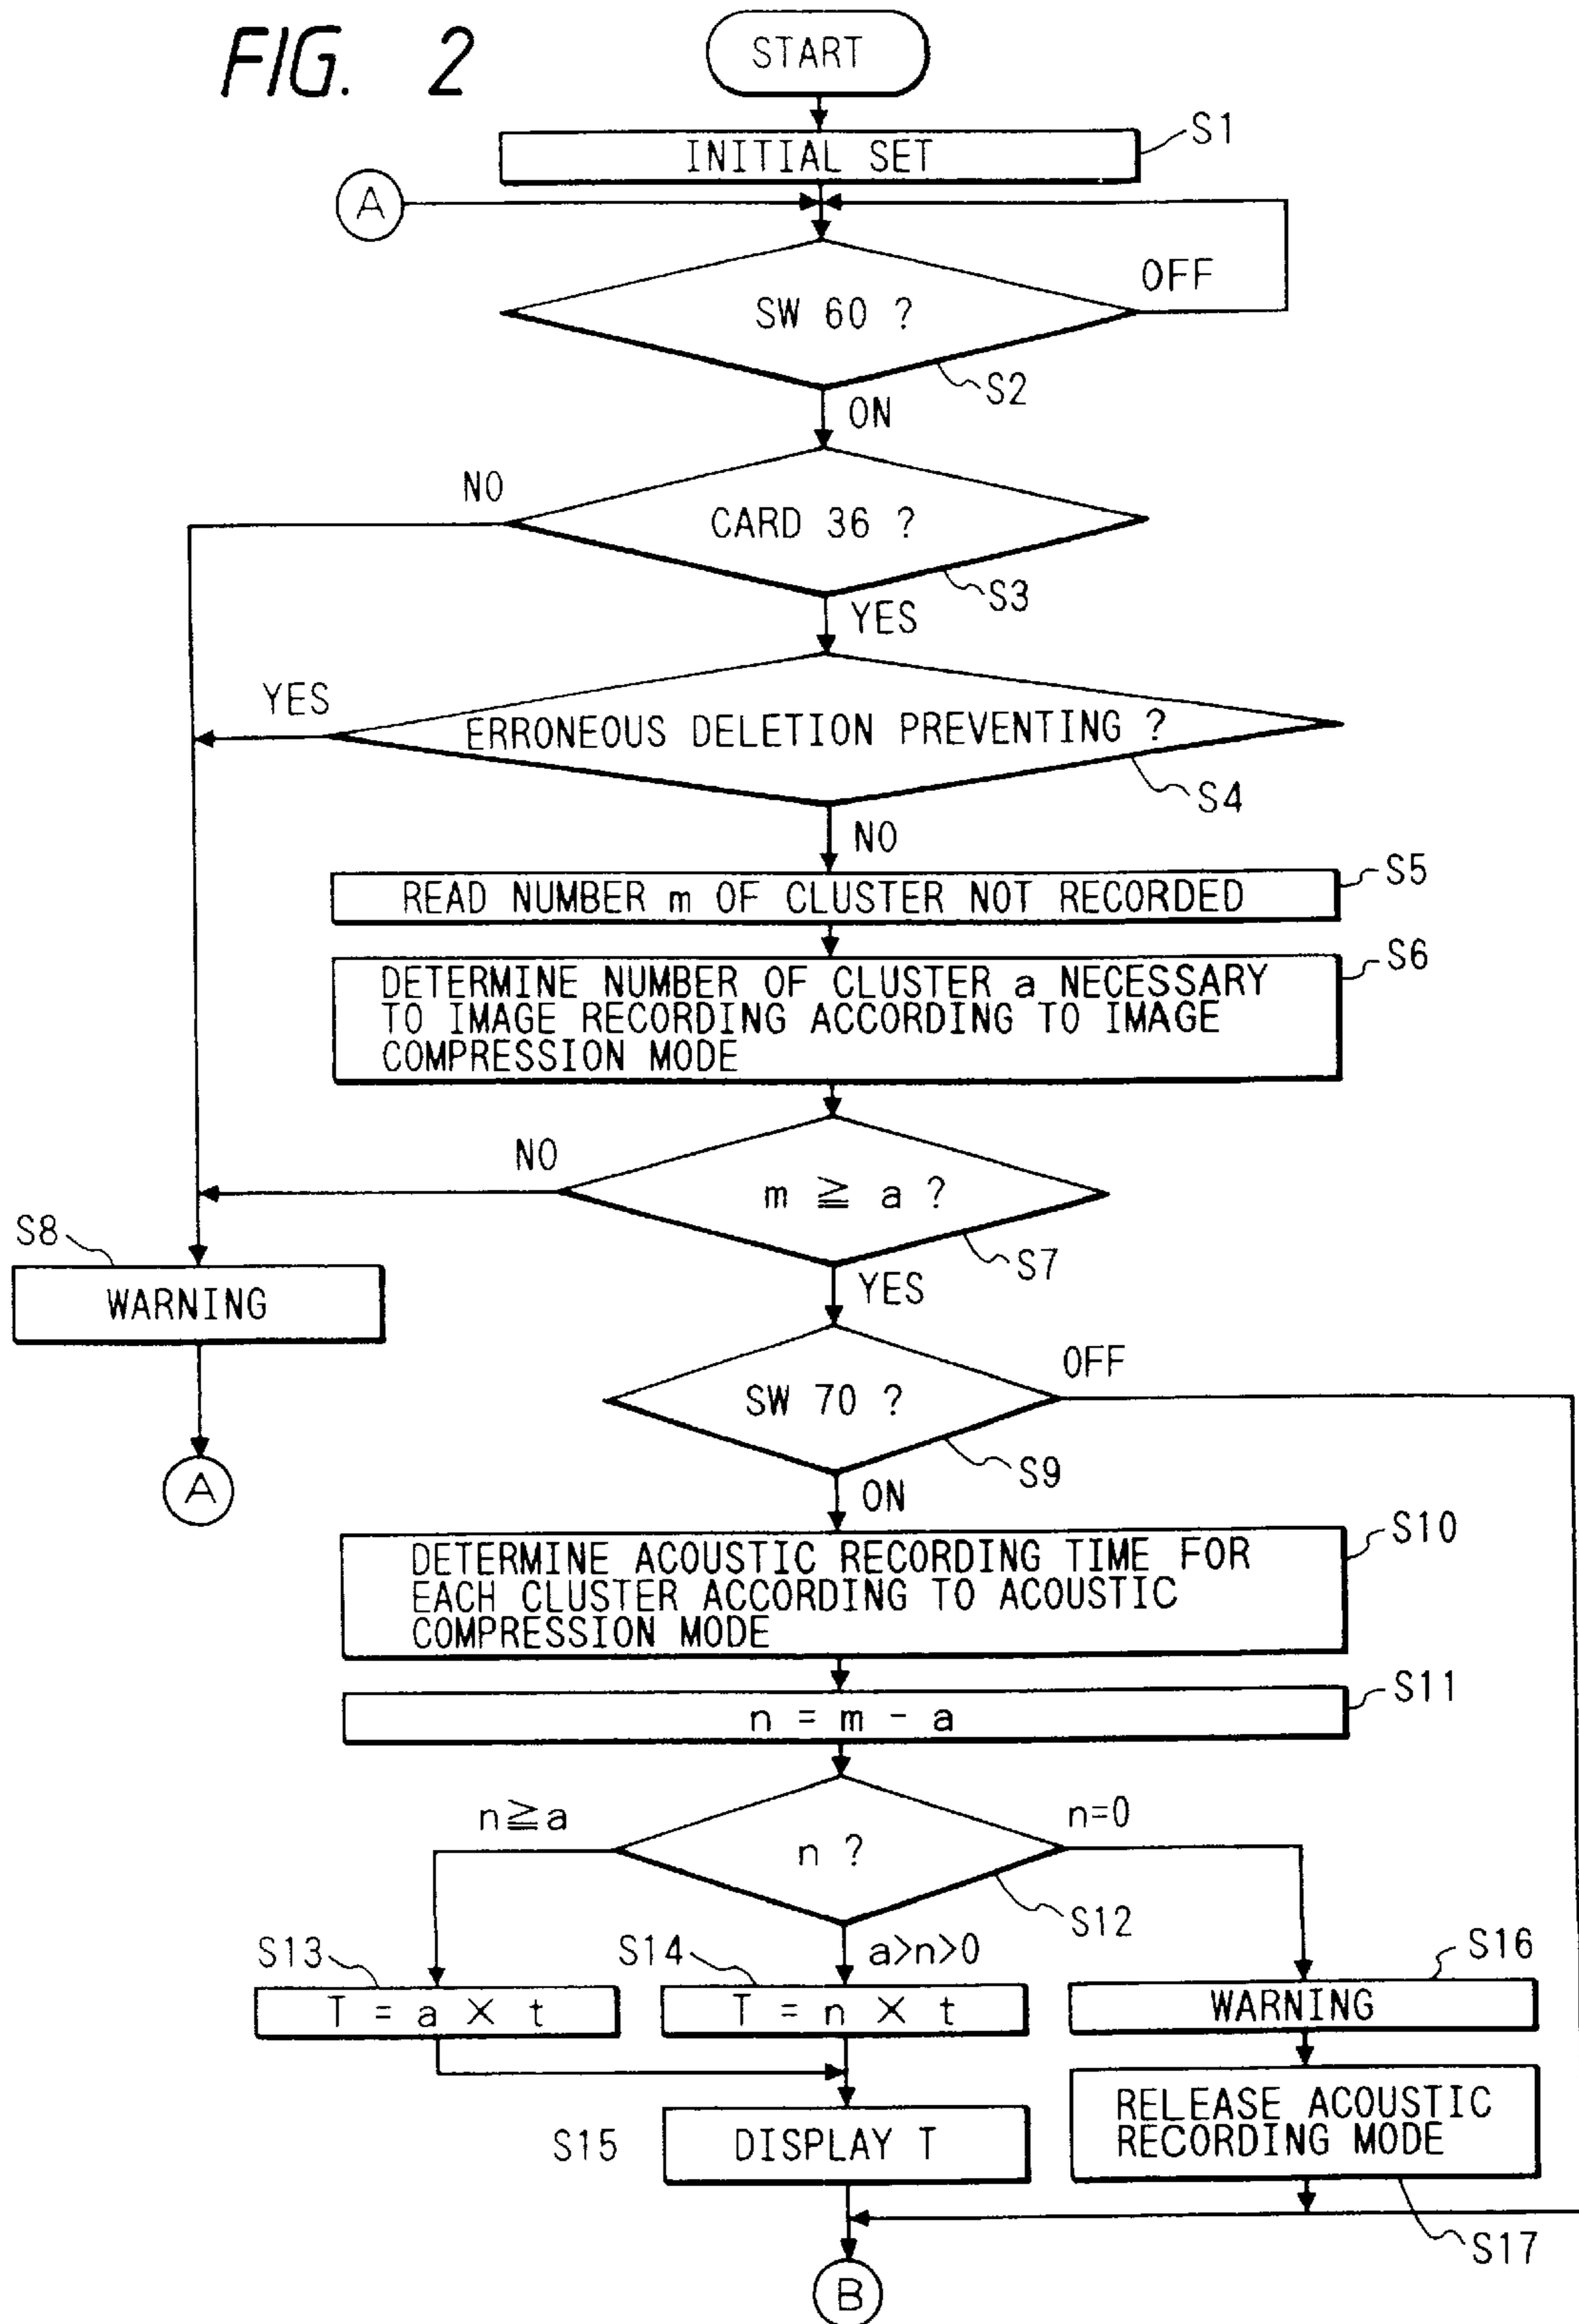 FIG. 2
START
INITIAL SET
S1
A
SW 60 ?
OFF
S2
ON
CARD 36 ?
NO
S3
YES
ERRONEOUS DELETION PREVENTING ?
YES
S4
NO
READ NUMBER m OF CLUSTER NOT RECORDED
S5
DETERMINE NUMBER OF CLUSTER a NECESSARY
TO IMAGE RECORDING ACCORDING TO IMAGE
COMPRESSION MODE
S6
m ≧ a ?
NO
S7
S8
WARNING
A
YES
SW 70 ?
OFF
S9
ON
DETERMINE ACOUSTIC RECORDING TIME FOR
EACH CLUSTER ACCORDING TO ACOUSTIC
COMPRESSION MODE
S10
n = m - a
S11
n≧a
n ?
n=0
S12
S13
T = a × t
S14
a>n>0
T = n × t
S16
WARNING
S15
DISPLAY T
RELEASE ACOUSTIC
RECORDING MODE
S17
B